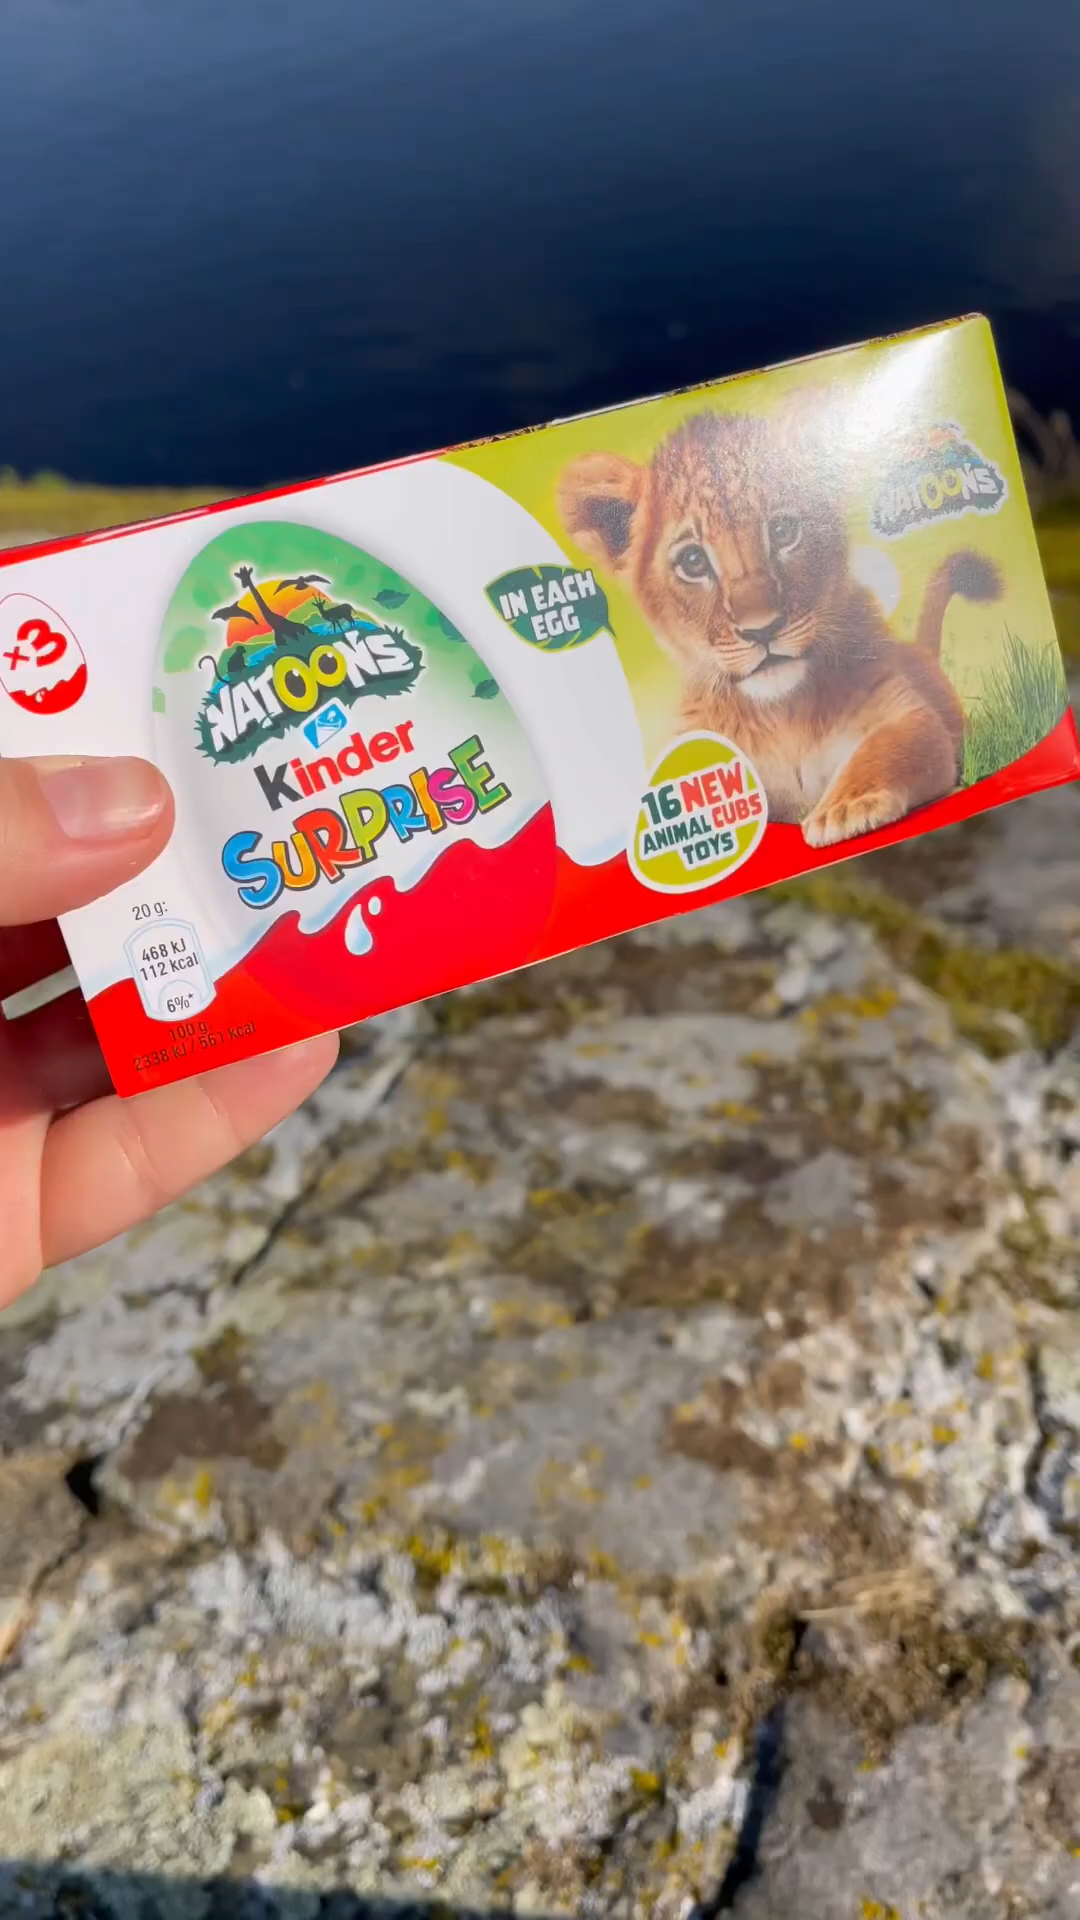 x3
NATOONS
Kinder
SURPRISE
IN EACH
EGG
NATOONS
16 NEW
ANIMAL CUBS
TOYS
20 g:
468 kJ
112 kcal
6%*
100 g:
2338 kJ / 561 kcal